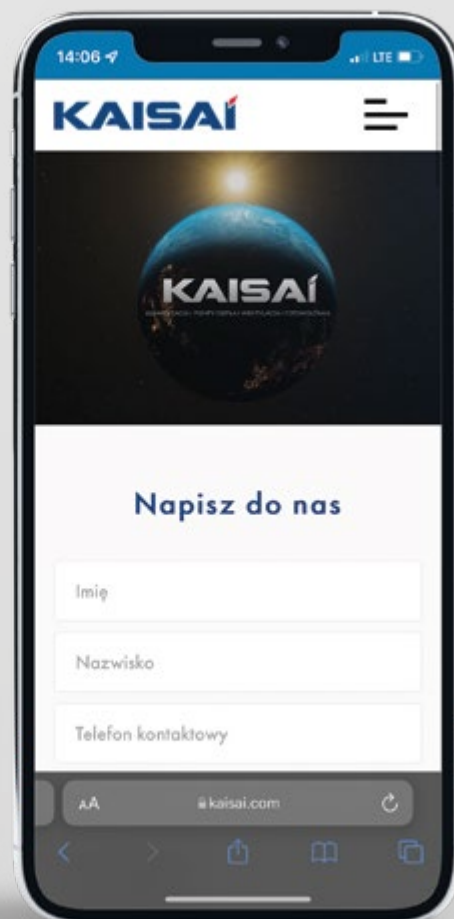 14:06
LTE
KAISAI
KAISAI
Napisz do nas
Imię
Nazwisko
Telefon kontaktowy
AA
kaisai.com